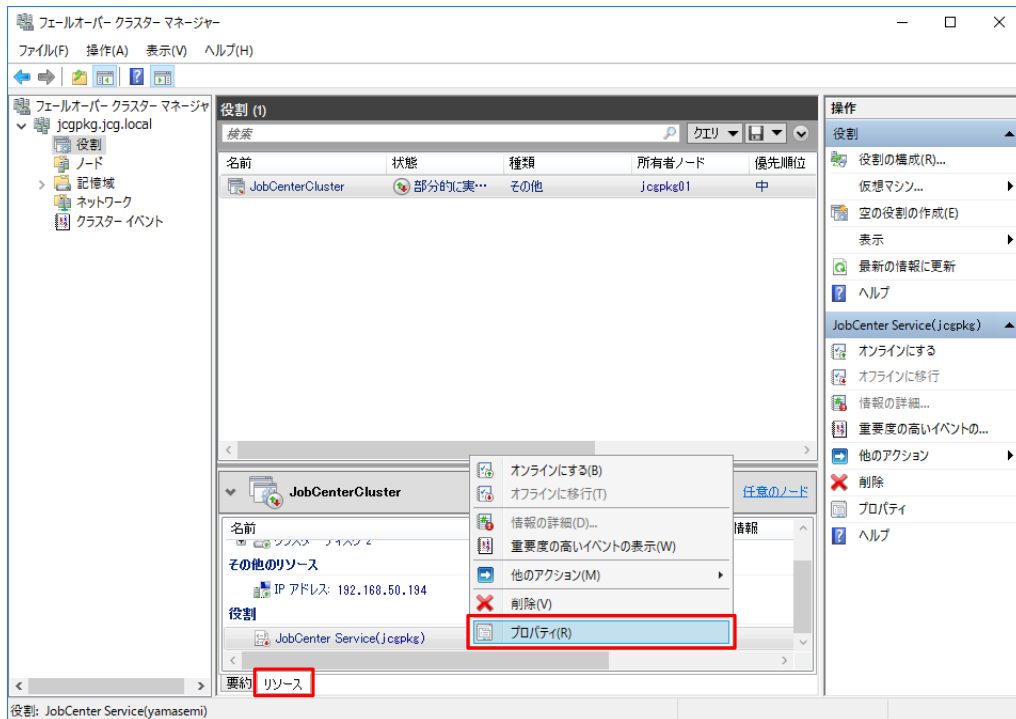 フェールオーバー クラスター マネージャー
ファイル(F) 操作(A) 表示(V) ヘルプ(H)
フェールオーバー クラスター マネージャ
jcgpkg.jcg.local
役割
ノード
記憶域
ネットワーク
クラスター イベント
役割 (1)
検索
クエリ
名前 状態 種類 所有者ノード 優先順位
JobCenterCluster 部分的に実… その他 jcgpkg01 中
JobCenterCluster
任意のノード
名前 情報
クラスター ディスク 2
その他のリソース
IP アドレス: 192.168.50.194
役割
JobCenter Service(jcgpkg)
要約 リソース
オンラインにする(B)
オフラインに移行(T)
情報の詳細(D)...
重要度の高いイベントの表示(W)
他のアクション(M)
削除(V)
プロパティ(R)
操作
役割
役割の構成(R)...
仮想マシン...
空の役割の作成(E)
表示
最新の情報に更新
ヘルプ
JobCenter Service(jcgpkg)
オンラインにする
オフラインに移行
情報の詳細...
重要度の高いイベントの...
他のアクション
削除
プロパティ
ヘルプ
役割: JobCenter Service(yamasemi)